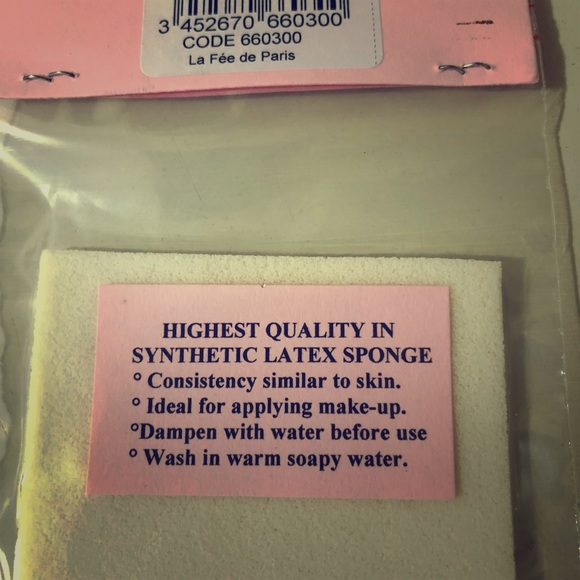 3 452670 660300
CODE 660300
La Fée de Paris
HIGHEST QUALITY IN
SYNTHETIC LATEX SPONGE
° Consistency similar to skin.
° Ideal for applying make-up.
°Dampen with water before use
° Wash in warm soapy water.